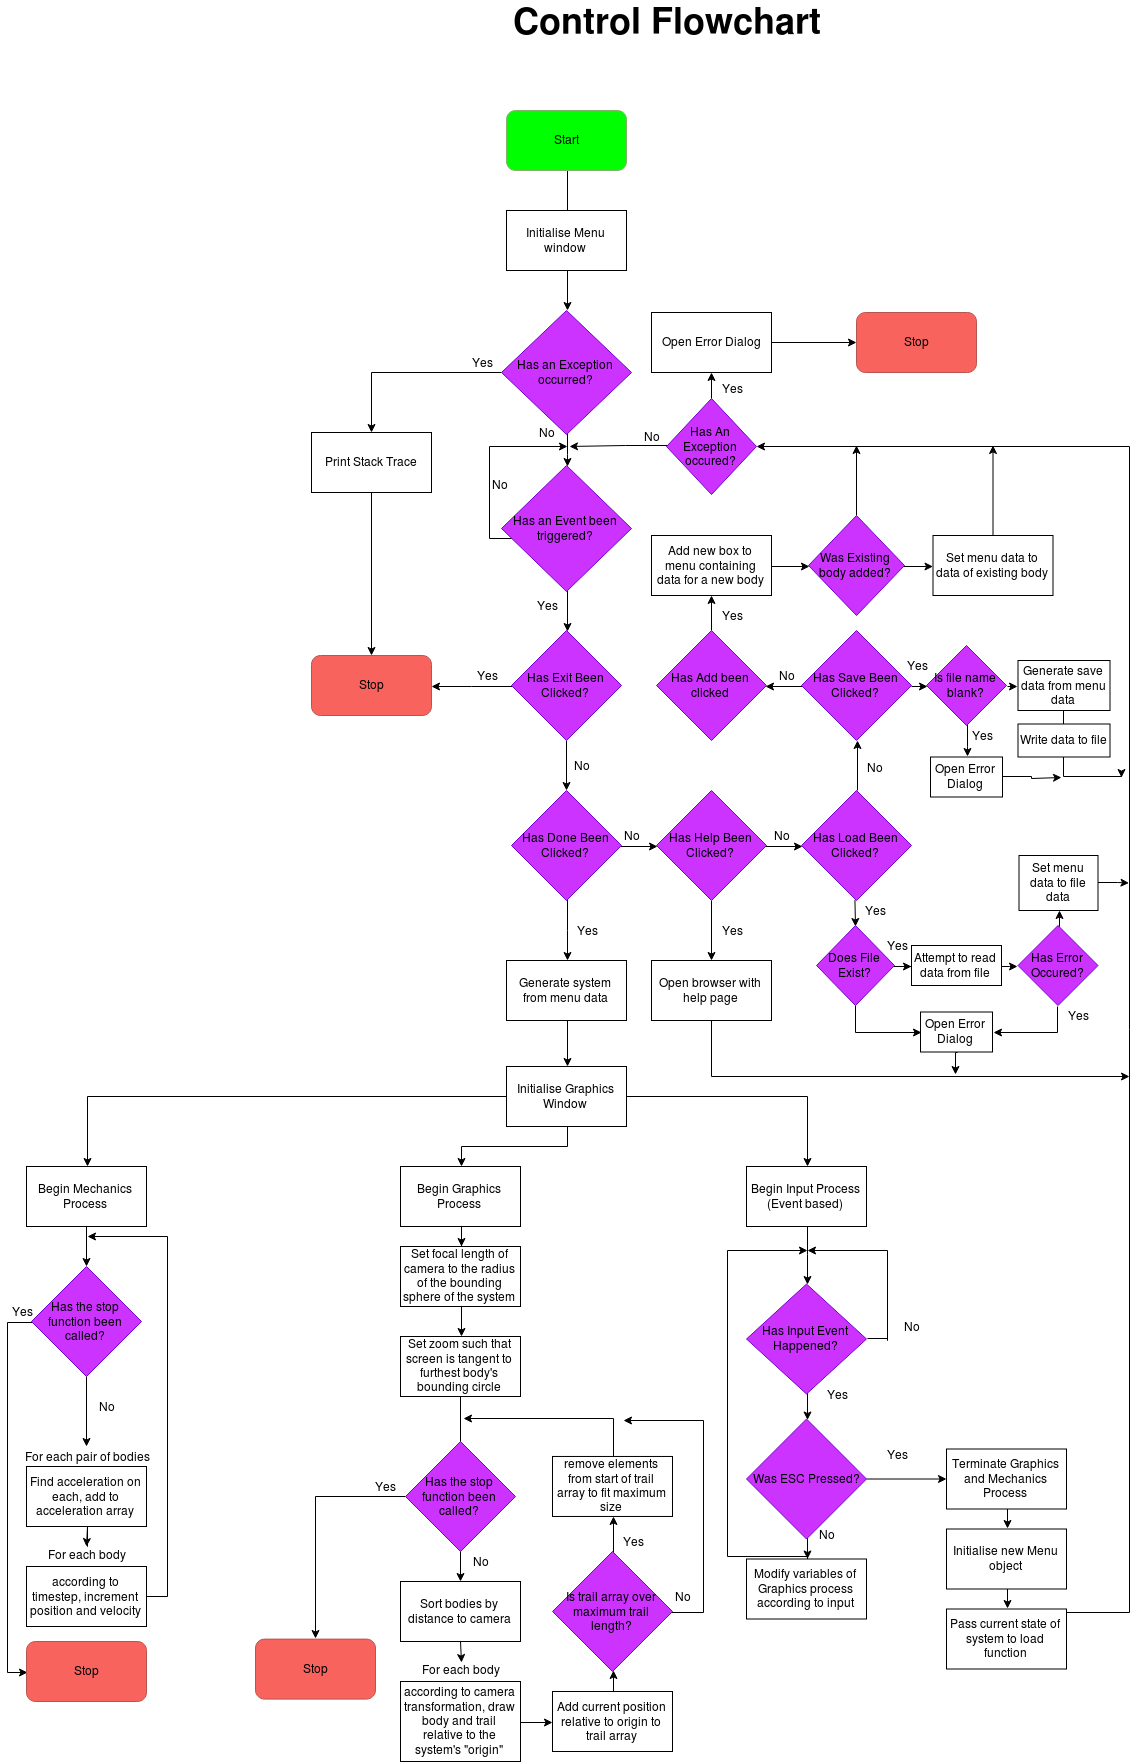 Control Flowchart
Start
Initialise Menu
window
Has an Exception
occurred?
Yes
No
Print Stack Trace
Open Error Dialog
Stop
Yes
Has An
Exception
occured?
No
No
Has an Event been
triggered?
Yes
Add new box to
menu containing
data for a new body
Was Existing
body added?
Set menu data to
data of existing body
Yes
Stop
Yes
Has Exit Been
Clicked?
No
Has Add been
clicked
No
Has Save Been
Clicked?
Yes
Is file name
blank?
Yes
Generate save
data from menu
data
Write data to file
Open Error
Dialog
No
Has Done Been
Clicked?
No
Has Help Been
Clicked?
No
Has Load Been
Clicked?
Yes
Yes
Yes
Does File
Exist?
Yes
Attempt to read
data from file
Has Error
Occured?
Set menu
data to file
data
Yes
Open Error
Dialog
Generate system
from menu data
Open browser with
help page
Initialise Graphics
Window
Begin Mechanics
Process
Yes
Has the stop
function been
called?
No
For each pair of bodies
Find acceleration on
each, add to
acceleration array
For each body
according to
timestep, increment
position and velocity
Stop
Begin Graphics
Process
Set focal length of
camera to the radius
of the bounding
sphere of the system
Set zoom such that
screen is tangent to
furthest body's
bounding circle
Yes
Has the stop
function been
called?
No
Stop
Sort bodies by
distance to camera
For each body
according to camera
transformation, draw
body and trail
relative to the
system's "origin"
Add current position
relative to origin to
trail array
Is trail array over
maximum trail
length?
No
Yes
remove elements
from start of trail
array to fit maximum
size
Begin Input Process
(Event based)
Has Input Event
Happened?
No
Yes
Was ESC Pressed?
Yes
No
Modify variables of
Graphics process
according to input
Terminate Graphics
and Mechanics
Process
Initialise new Menu
object
Pass current state of
system to load
function